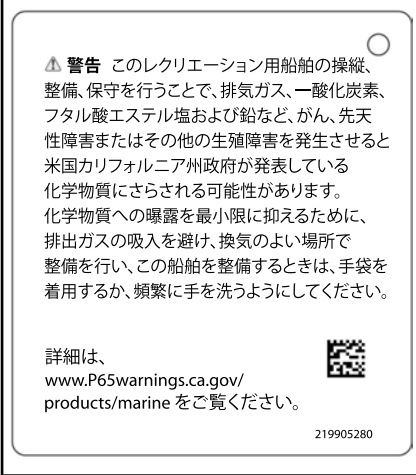 ⚠ 警告 このレクリエーション用船舶の操縦、
整備、保守を行うことで、排気ガス、一酸化炭素、
フタル酸エステル塩および鉛など、がん、先天
性障害またはその他の生殖障害を発生させると
米国カリフォルニア州政府が発表している
化学物質にさらされる可能性があります。
化学物質への曝露を最小限に抑えるために、
排出ガスの吸入を避け、換気のよい場所で
整備を行い、この船舶を整備するときは、手袋を
着用するか、頻繁に手を洗うようにしてください。
詳細は、
www.P65warnings.ca.gov/
products/marine をご覧ください。
219905280